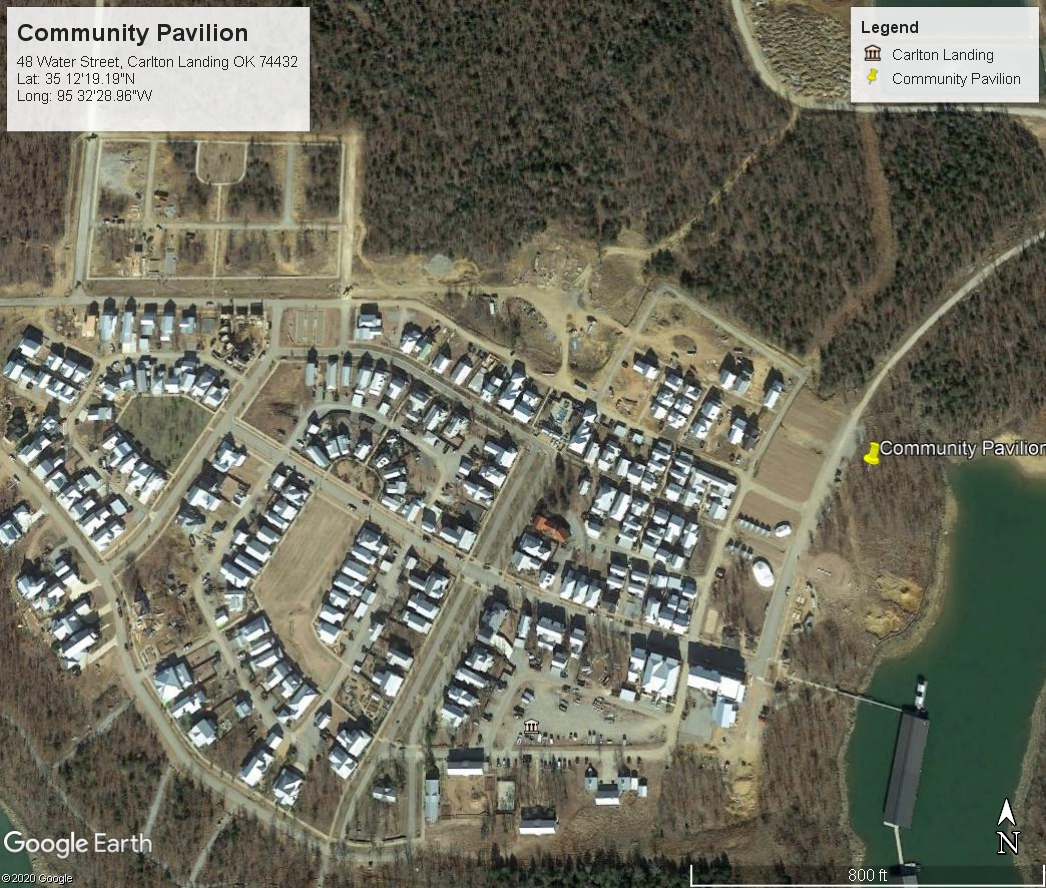 Community Pavilion
48 Water Street, Carlton Landing OK 74432
Lat: 35 12'19.19"N
Long: 95 32'28.96"W
Legend
Carlton Landing
Community Pavilion
Community Pavilion
Google Earth
©2020 Google
N
800 ft